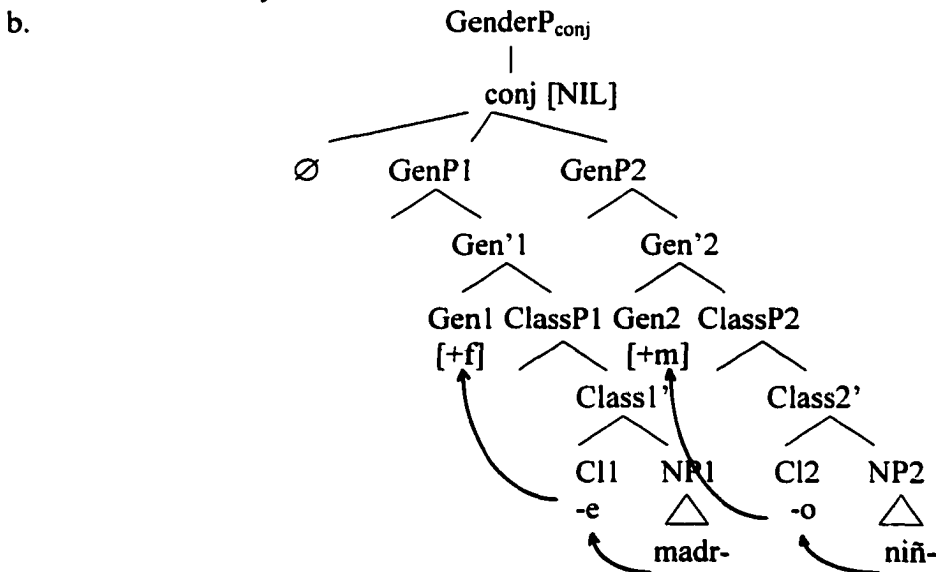 b. GenderPconj
conj [NIL]
∅ GenP1 GenP2
Gen'1 Gen'2
Gen1 ClassP1 Gen2 ClassP2
[+f] [+m]
Class1' Class2'
Cl1 NP1 Cl2 NP2
-e -o
madr- niñ-